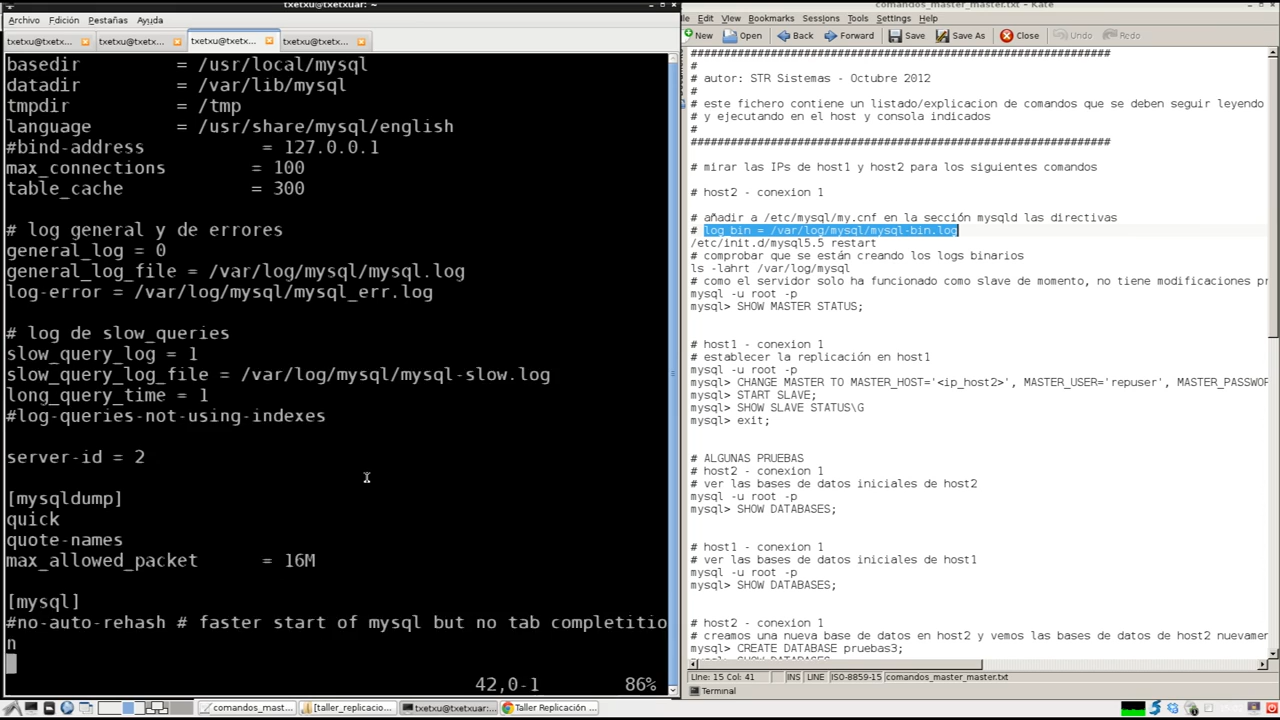 txetxu@txetxuar: ~
Archivo Edición Pestañas Ayuda
txetxu@txetx... txetxu@txetx... txetxu@txetx... txetxu@txetx...
basedir = /usr/local/mysql
datadir = /var/lib/mysql
tmpdir = /tmp
language = /usr/share/mysql/english
#bind-address = 127.0.0.1
max_connections = 100
table_cache = 300
# log general y de errores
general_log = 0
general_log_file = /var/log/mysql/mysql.log
log-error = /var/log/mysql/mysql_err.log
# log de slow_queries
slow_query_log = 1
slow_query_log_file = /var/log/mysql/mysql-slow.log
long_query_time = 1
#log-queries-not-using-indexes
server-id = 2
[mysqldump]
quick
quote-names
max_allowed_packet = 16M
[mysql]
#no-auto-rehash # faster start of mysql but no tab completitio
n
42,0-1 86%
comandos_master_master.txt - Kate
File Edit View Bookmarks Sessions Tools Settings Help
New Open Back Forward Save Save As Close Undo Redo
##############################################################################
#
# autor: STR Sistemas - Octubre 2012
#
# este fichero contiene un listado/explicacion de comandos que se deben seguir leyendo
# y ejecutando en el host y consola indicados
#
##############################################################################
# mirar las IPs de host1 y host2 para los siguientes comandos
# host2 - conexion 1
# añadir a /etc/mysql/my.cnf en la sección mysqld las directivas
# log_bin = /var/log/mysql/mysql-bin.log
/etc/init.d/mysql5.5 restart
# comprobar que se están creando los logs binarios
ls -lahrt /var/log/mysql
# como el servidor solo ha funcionado como slave de momento, no tiene modificaciones pr
mysql -u root -p
mysql> SHOW MASTER STATUS;
# host1 - conexion 1
# establecer la replicación en host1
mysql -u root -p
mysql> CHANGE MASTER TO MASTER_HOST='<ip_host2>', MASTER_USER='repuser', MASTER_PASSWOR
mysql> START SLAVE;
mysql> SHOW SLAVE STATUS\G
mysql> exit;
# ALGUNAS PRUEBAS
# host2 - conexion 1
# ver las bases de datos iniciales de host2
mysql -u root -p
mysql> SHOW DATABASES;
# host1 - conexion 1
# ver las bases de datos iniciales de host1
mysql -u root -p
mysql> SHOW DATABASES;
# host2 - conexion 1
# creamos una nueva base de datos en host2 y vemos las bases de datos de host2 nuevamen
mysql> CREATE DATABASE pruebas3;
mysql> SHOW DATABASES;
Line: 15 Col: 41 INS LINE ISO-8859-15 comandos_master_master.txt
Terminal
comandos_mast... [taller_replicacio... txetxu@txetxuar:... Taller Replicación ...